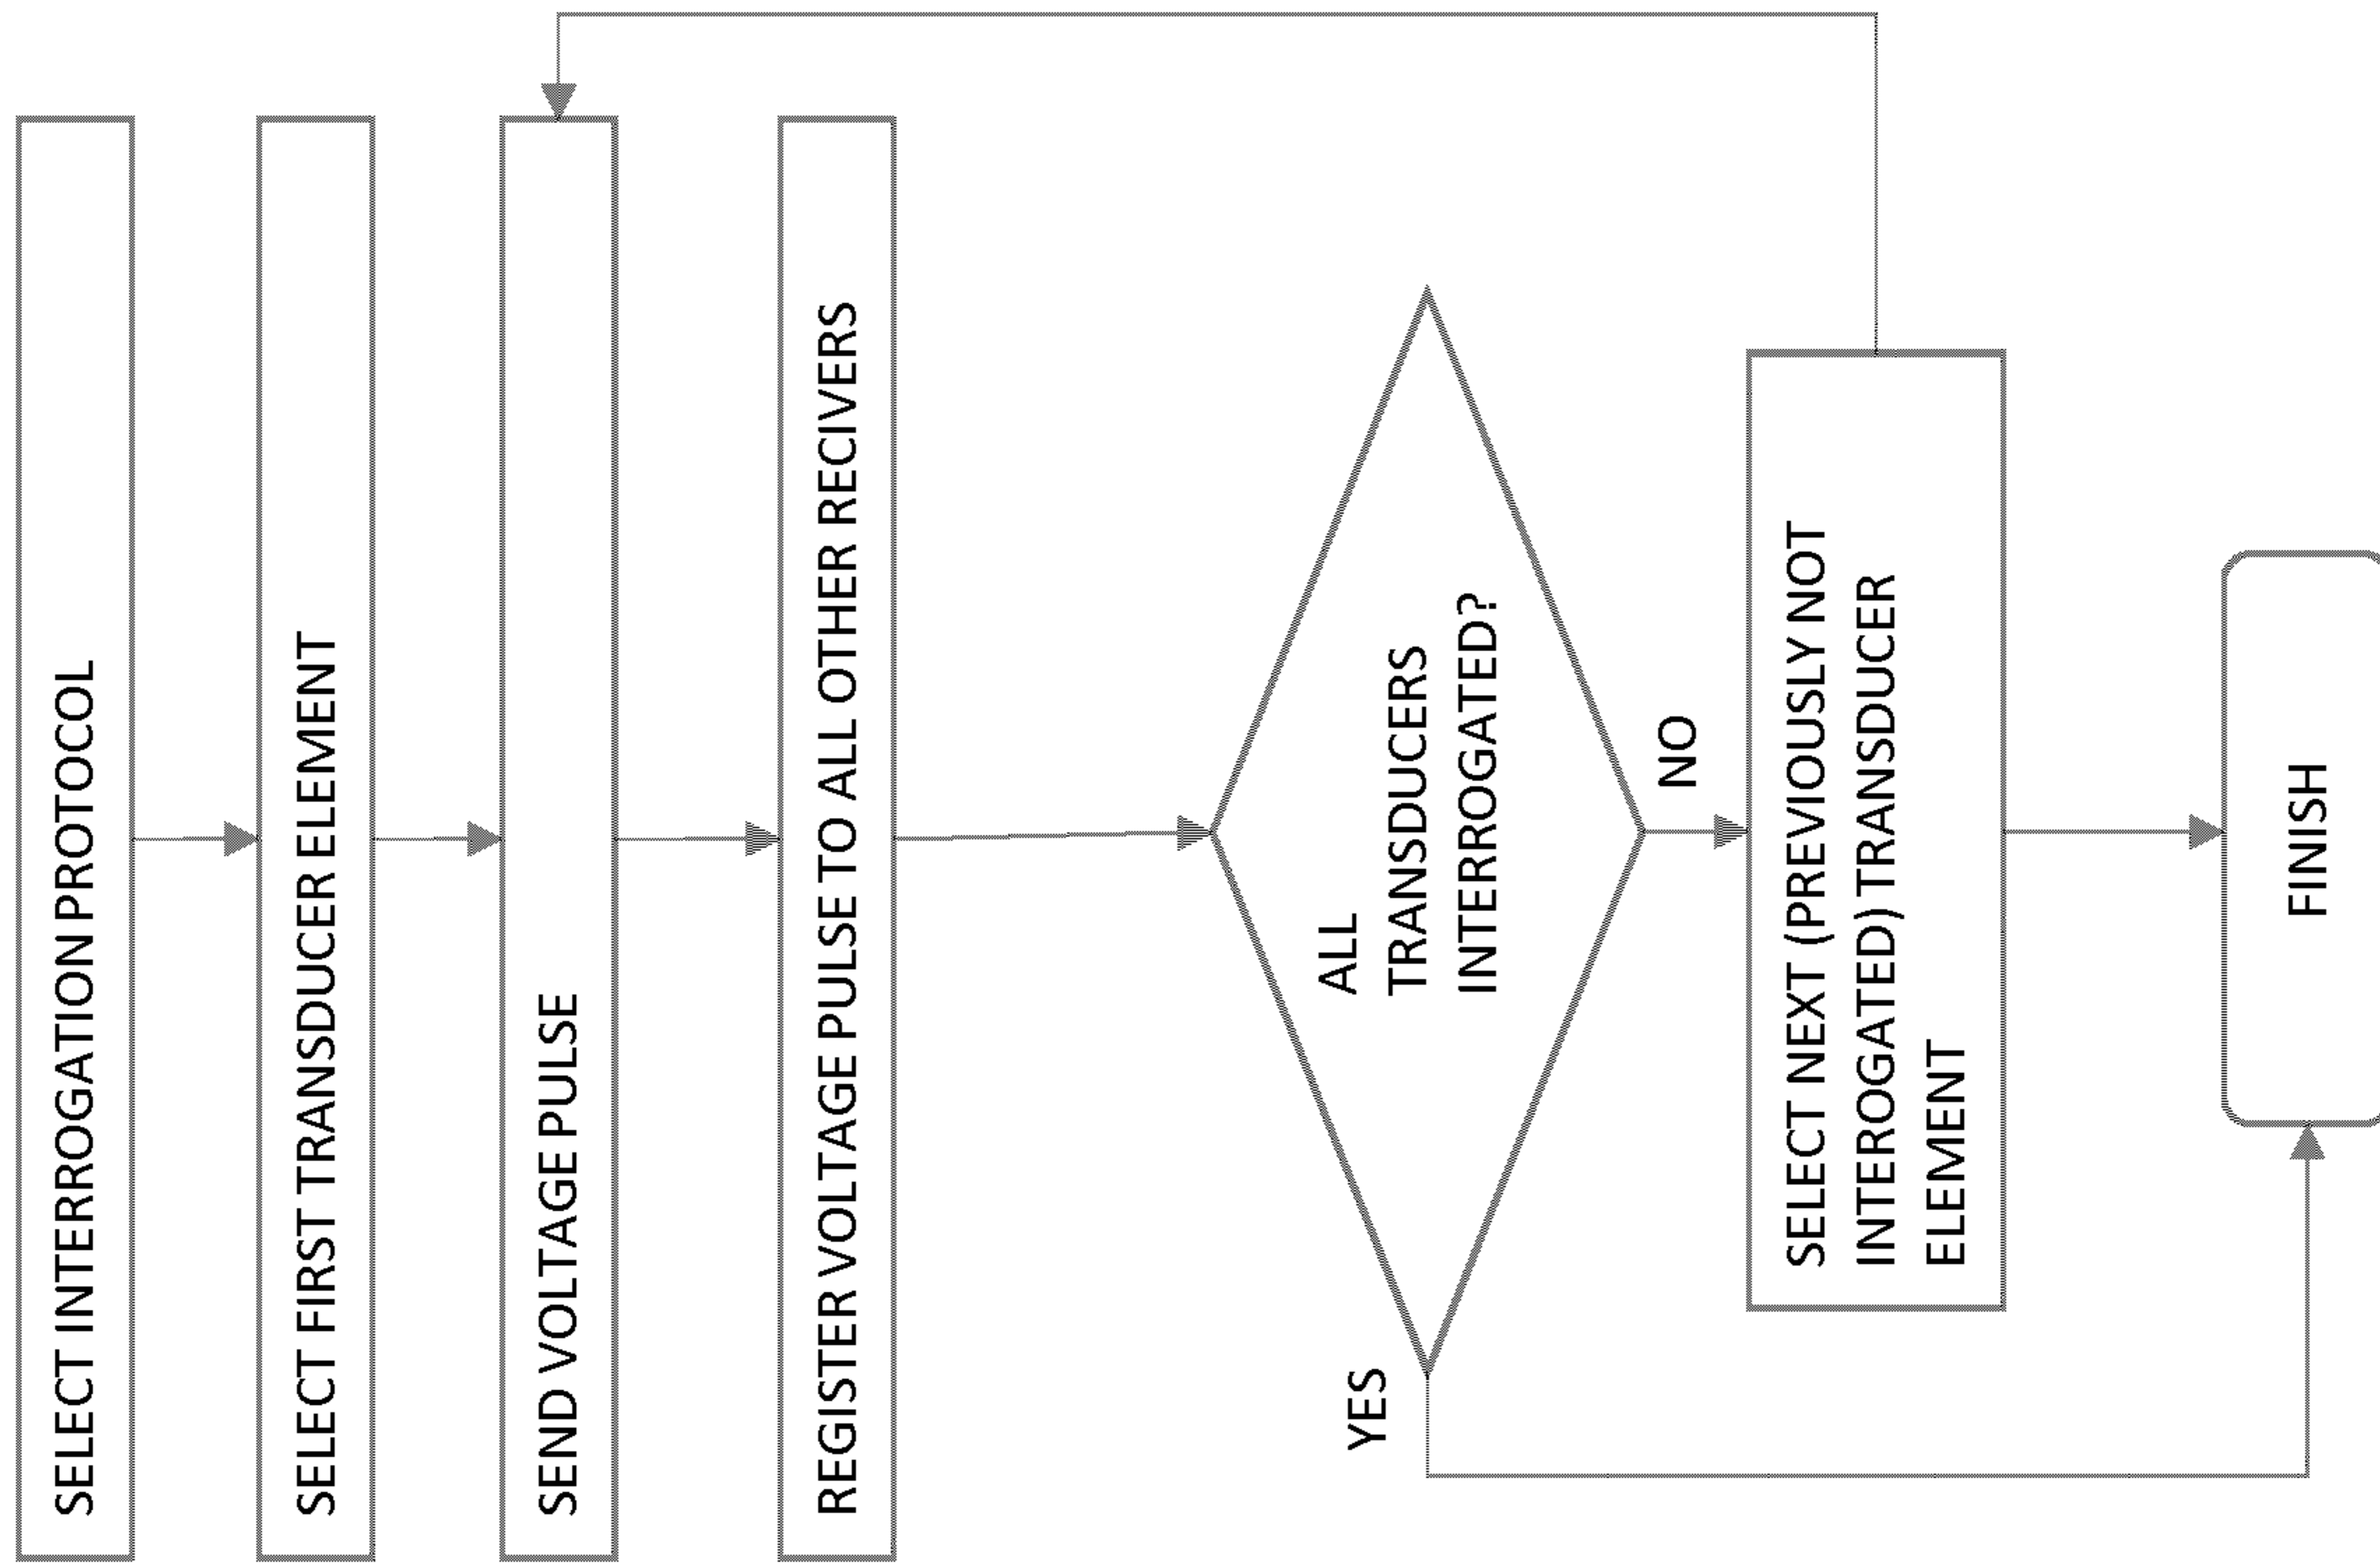 SELECT INTERROGATION PROTOCOL
SELECT FIRST TRANSDUCER ELEMENT
SEND VOLTAGE PULSE
REGISTER VOLTAGE PULSE TO ALL OTHER RECIVERS
ALL
TRANSDUCERS
INTERROGATED?
YES
NO
SELECT NEXT (PREVIOUSLY NOT
INTEROGATED) TRANSDUCER
ELEMENT
FINISH